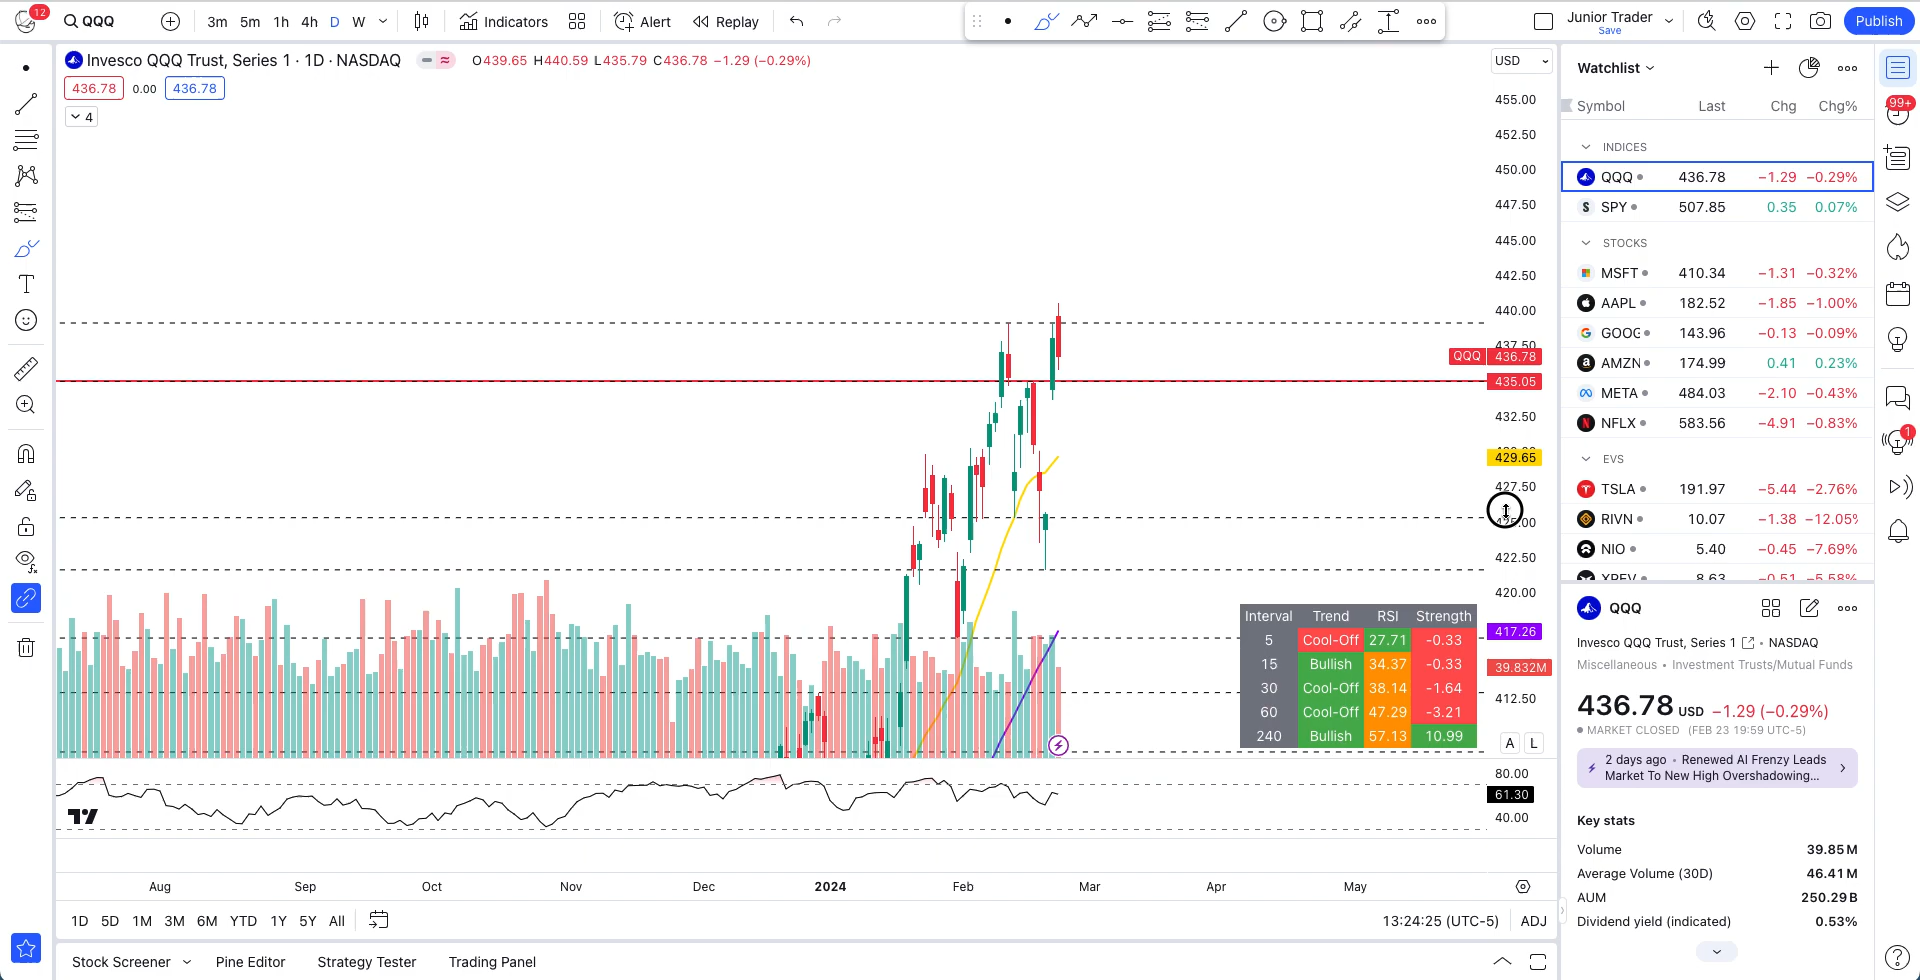 12
QQQ
3m 5m 1h 4h D W
Indicators
Alert
Replay
Junior Trader
Save
Publish
Invesco QQQ Trust, Series 1 · 1D · NASDAQ
O439.65 H440.59 L435.79 C436.78 −1.29 (−0.29%)
436.78 0.00 436.78
4
USD
455.00
452.50
450.00
447.50
445.00
442.50
440.00
437.50
QQQ 436.78
435.05
432.50
429.65
427.50
425.00
422.50
420.00
417.26
39.832M
412.50
A L
Interval Trend RSI Strength
5 Cool-Off 27.71 -0.33
15 Bullish 34.37 -0.33
30 Cool-Off 38.14 -1.64
60 Cool-Off 47.29 -3.21
240 Bullish 57.13 10.99
80.00
61.30
40.00
Aug Sep Oct Nov Dec 2024 Feb Mar Apr May
1D 5D 1M 3M 6M YTD 1Y 5Y All
13:24:25 (UTC-5) ADJ
Stock Screener Pine Editor Strategy Tester Trading Panel
Watchlist
Symbol Last Chg Chg%
INDICES
QQQ 436.78 −1.29 −0.29%
SPY 507.85 0.35 0.07%
STOCKS
MSFT 410.34 −1.31 −0.32%
AAPL 182.52 −1.85 −1.00%
GOOG 143.96 −0.13 −0.09%
AMZN 174.99 0.41 0.23%
META 484.03 −2.10 −0.43%
NFLX 583.56 −4.91 −0.83%
EVS
TSLA 191.97 −5.44 −2.76%
RIVN 10.07 −1.38 −12.05%
NIO 5.40 −0.45 −7.69%
XPEV 8.63 −0.51 −5.58%
QQQ
Invesco QQQ Trust, Series 1 • NASDAQ
Miscellaneous • Investment Trusts/Mutual Funds
436.78 USD −1.29 (−0.29%)
MARKET CLOSED (FEB 23 19:59 UTC-5)
2 days ago • Renewed AI Frenzy Leads
Market To New High Overshadowing...
Key stats
Volume 39.85M
Average Volume (30D) 46.41M
AUM 250.29B
Dividend yield (indicated) 0.53%
99+
1